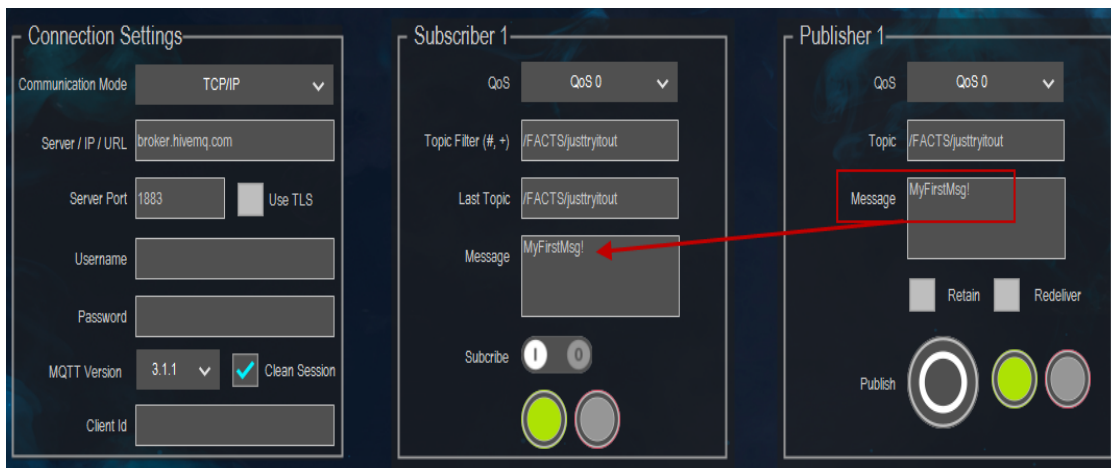 Connection Settings
Communication Mode TCP/IP
Server / IP / URL broker.hivemq.com
Server Port 1883 Use TLS
Username
Password
MQTT Version 3.1.1 Clean Session
Client Id
Subscriber 1
QoS QoS 0
Topic Filter (#, +) /FACTS/justtryitout
Last Topic /FACTS/justtryitout
Message MyFirstMsg!
Subcribe I O
Publisher 1
QoS QoS 0
Topic /FACTS/justtryitout
Message MyFirstMsg!
Retain Redeliver
Publish